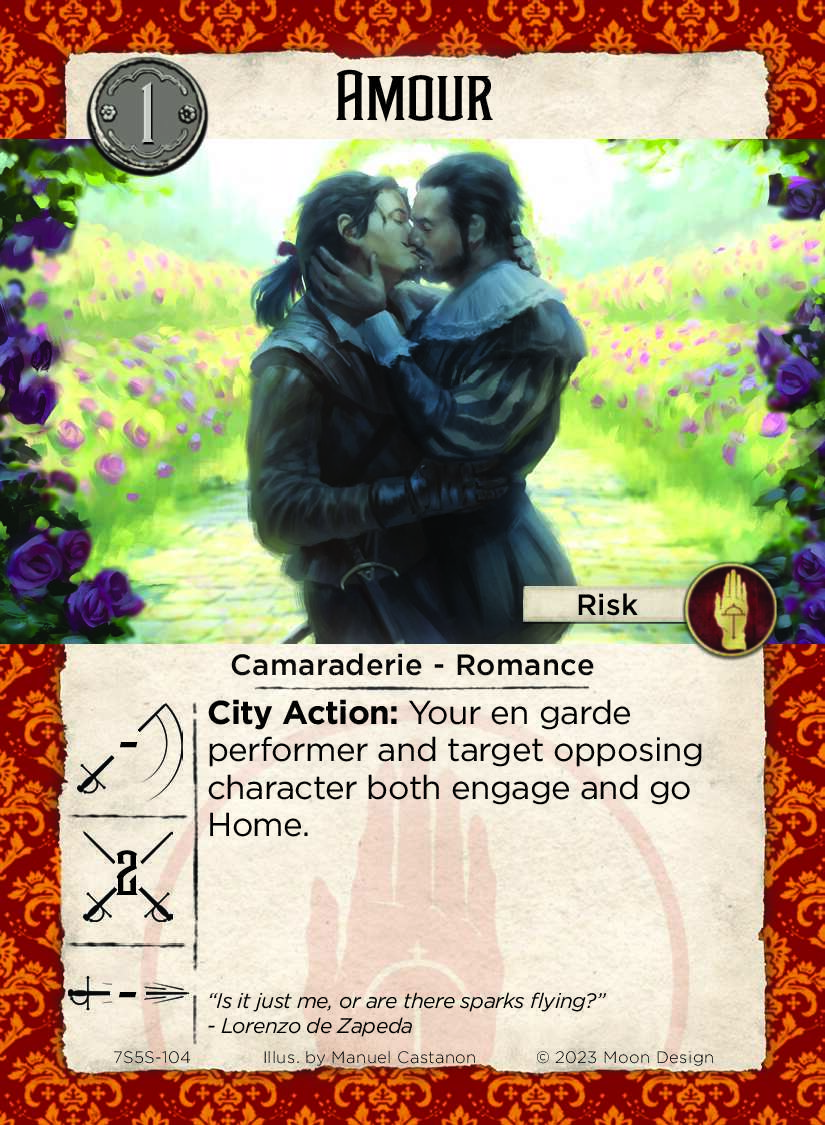 1
AMOUR
Risk
Camaraderie - Romance
City Action: Your en garde
performer and target opposing
character both engage and go
Home.
-
2
-
“Is it just me, or are there sparks flying?”
- Lorenzo de Zapeda
7S5S-104 Illus. by Manuel Castanon © 2023 Moon Design